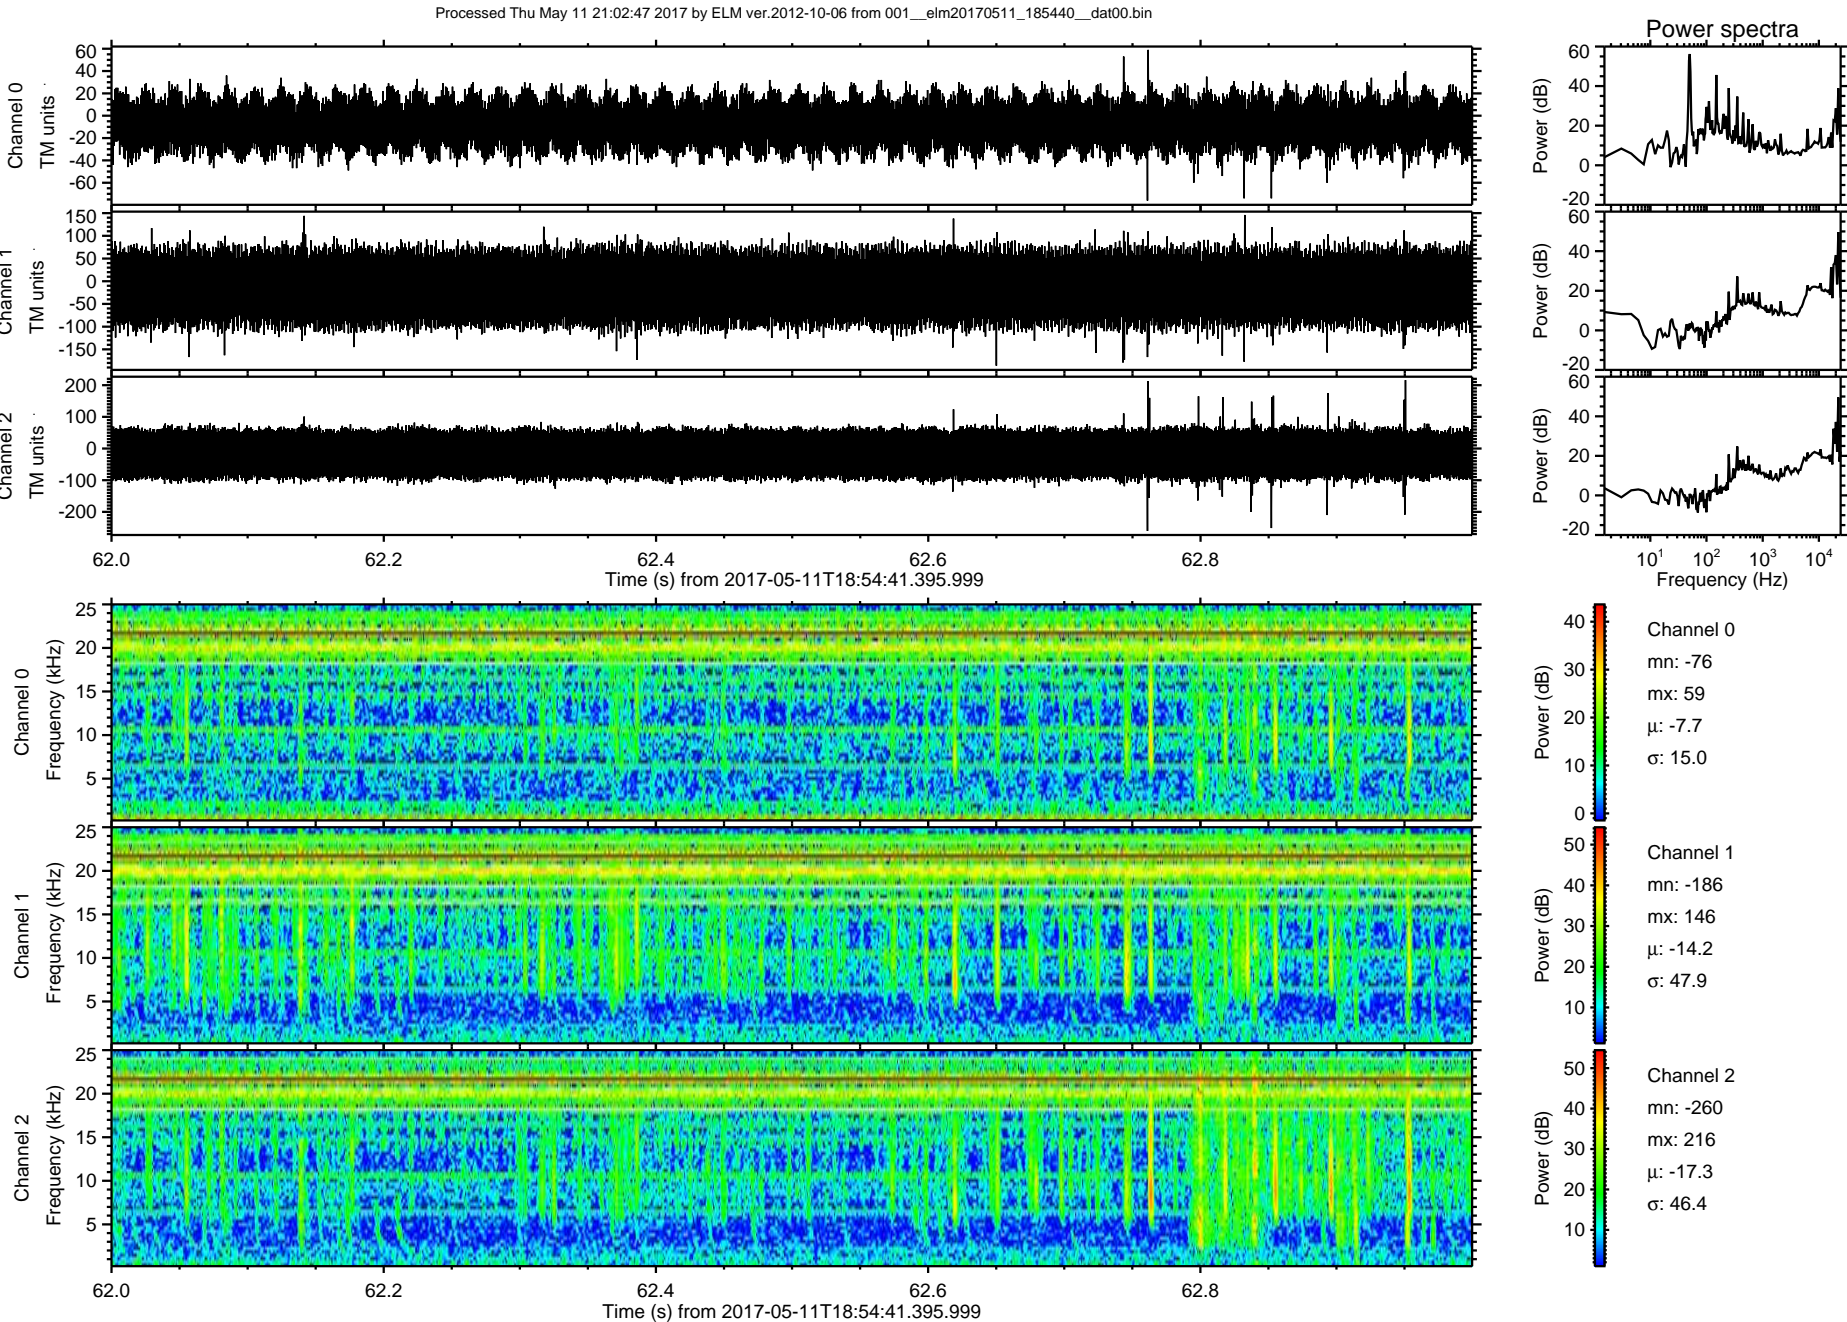 Processed Thu May 11 21:02:47 2017 by ELM ver.2012-10-06 from 001__elm20170511_185440__dat00.bin
Power spectra
Channel 0
TM units
60
40
20
0
-20
-40
-60
Power (dB)
60
40
20
0
-20
Channel 1
TM units
150
100
50
0
-50
-100
-150
Power (dB)
60
40
20
0
-20
Channel 2
TM units
200
100
0
-100
-200
Power (dB)
60
40
20
0
-20
62.0 62.2 62.4 62.6 62.8
Time (s) from 2017-05-11T18:54:41.395.999
10^1 10^2 10^3 10^4
Frequency (Hz)
Channel 0
Frequency (kHz)
25
20
15
10
5
Power (dB)
40
30
20
10
0
Channel 0
mn: -76
mx: 59
μ: -7.7
σ: 15.0
Channel 1
Frequency (kHz)
25
20
15
10
5
Power (dB)
50
40
30
20
10
Channel 1
mn: -186
mx: 146
μ: -14.2
σ: 47.9
Channel 2
Frequency (kHz)
25
20
15
10
5
Power (dB)
50
40
30
20
10
Channel 2
mn: -260
mx: 216
μ: -17.3
σ: 46.4
62.0 62.2 62.4 62.6 62.8
Time (s) from 2017-05-11T18:54:41.395.999